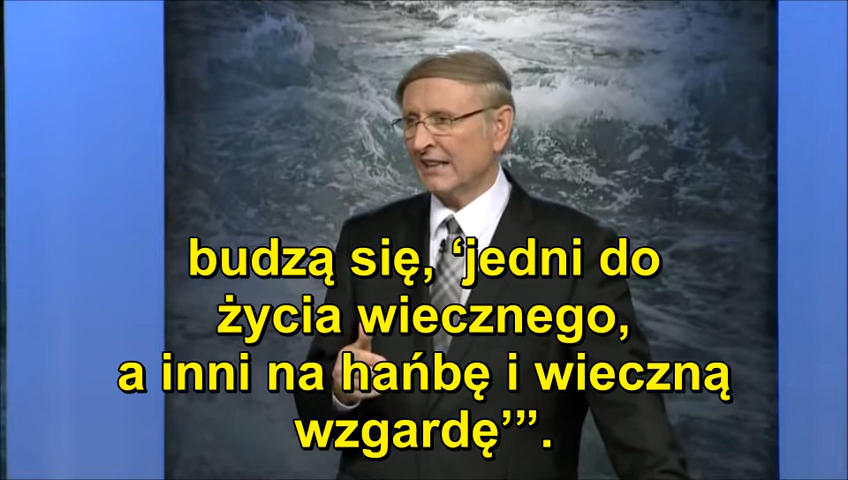 budzą się, ‘jedni do
życia wiecznego,
a inni na hańbę i wieczną
wzgardę’”.